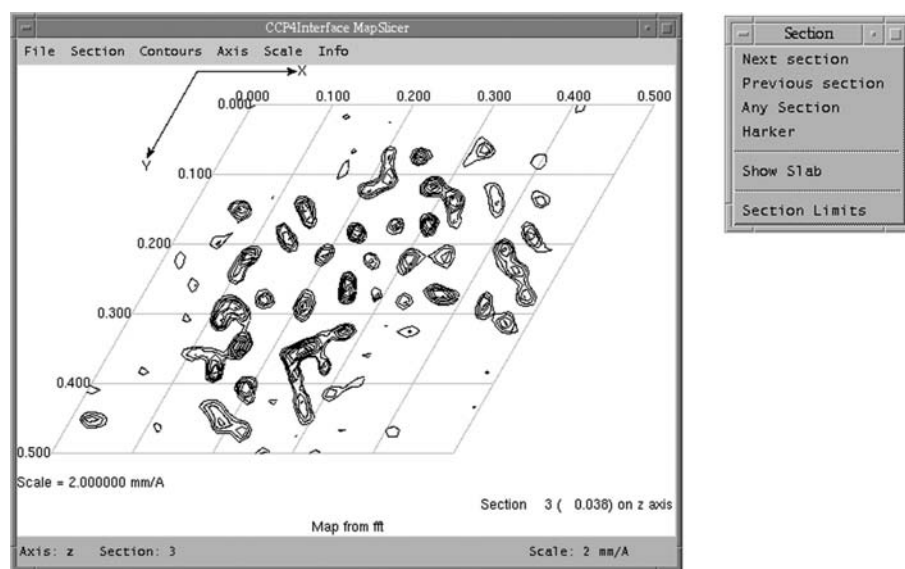 CCP4Interface MapSlicer
File Section Contours Axis Scale Info
X
Y
0.000 0.100 0.200 0.300 0.400 0.500
0.000
0.100
0.200
0.300
0.400
0.500
Scale = 2.000000 mm/A
Section 3 ( 0.038) on z axis
Map from fft
Axis: z Section: 3 Scale: 2 mm/A
Section
Next section
Previous section
Any Section
Harker
Show Slab
Section Limits